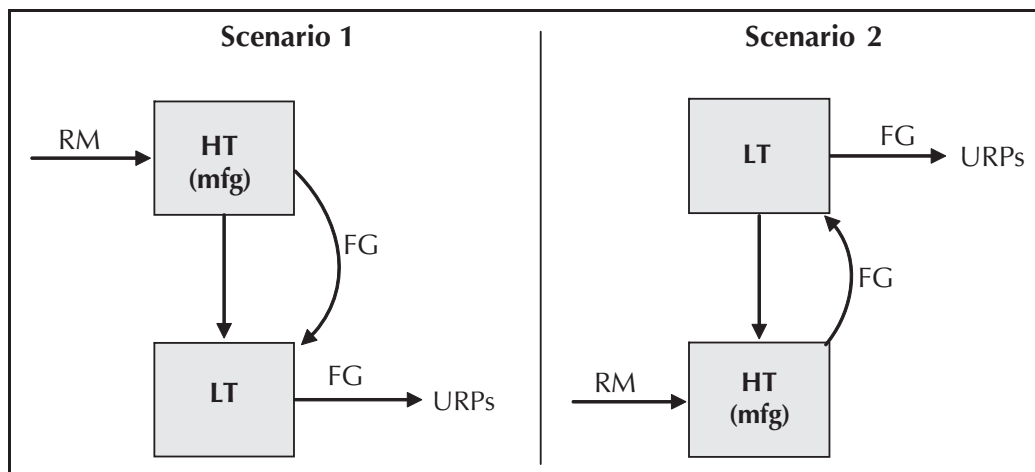 Scenario 1
RM
HT
(mfg)
FG
LT
FG
URPs
Scenario 2
LT
FG
URPs
FG
RM
HT
(mfg)